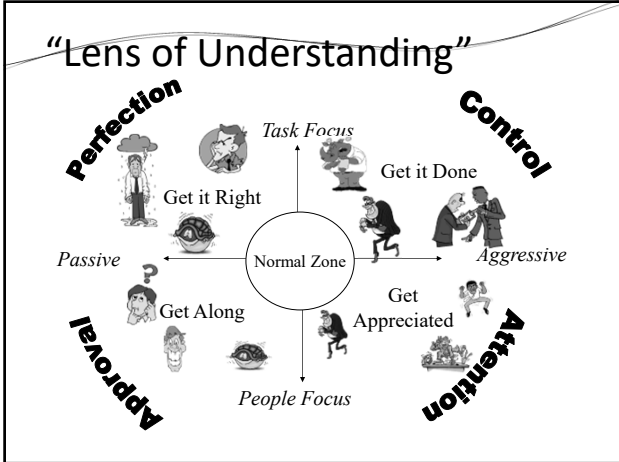 “Lens of Understanding”
Perfection
Control
Task Focus
Get it Done
Get it Right
Passive
Normal Zone
Aggressive
?
Get Along
Get
Appreciated
Approval
Attention
People Focus